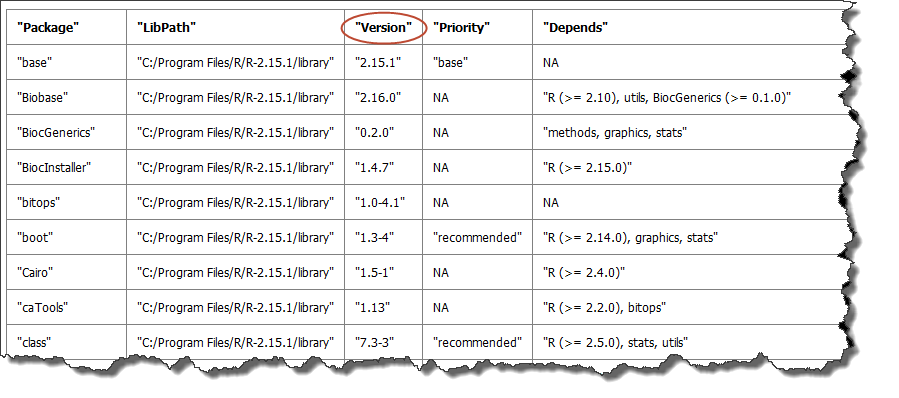 "Package" "LibPath" "Version" "Priority" "Depends"
"base" "C:/Program Files/R/R-2.15.1/library" "2.15.1" "base" NA
"Biobase" "C:/Program Files/R/R-2.15.1/library" "2.16.0" NA "R (>= 2.10), utils, BiocGenerics (>= 0.1.0)"
"BiocGenerics" "C:/Program Files/R/R-2.15.1/library" "0.2.0" NA "methods, graphics, stats"
"BiocInstaller" "C:/Program Files/R/R-2.15.1/library" "1.4.7" NA "R (>= 2.15.0)"
"bitops" "C:/Program Files/R/R-2.15.1/library" "1.0-4.1" NA NA
"boot" "C:/Program Files/R/R-2.15.1/library" "1.3-4" "recommended" "R (>= 2.14.0), graphics, stats"
"Cairo" "C:/Program Files/R/R-2.15.1/library" "1.5-1" NA "R (>= 2.4.0)"
"caTools" "C:/Program Files/R/R-2.15.1/library" "1.13" NA "R (>= 2.2.0), bitops"
"class" "C:/Program Files/R/R-2.15.1/library" "7.3-3" "recommended" "R (>= 2.5.0), stats, utils"